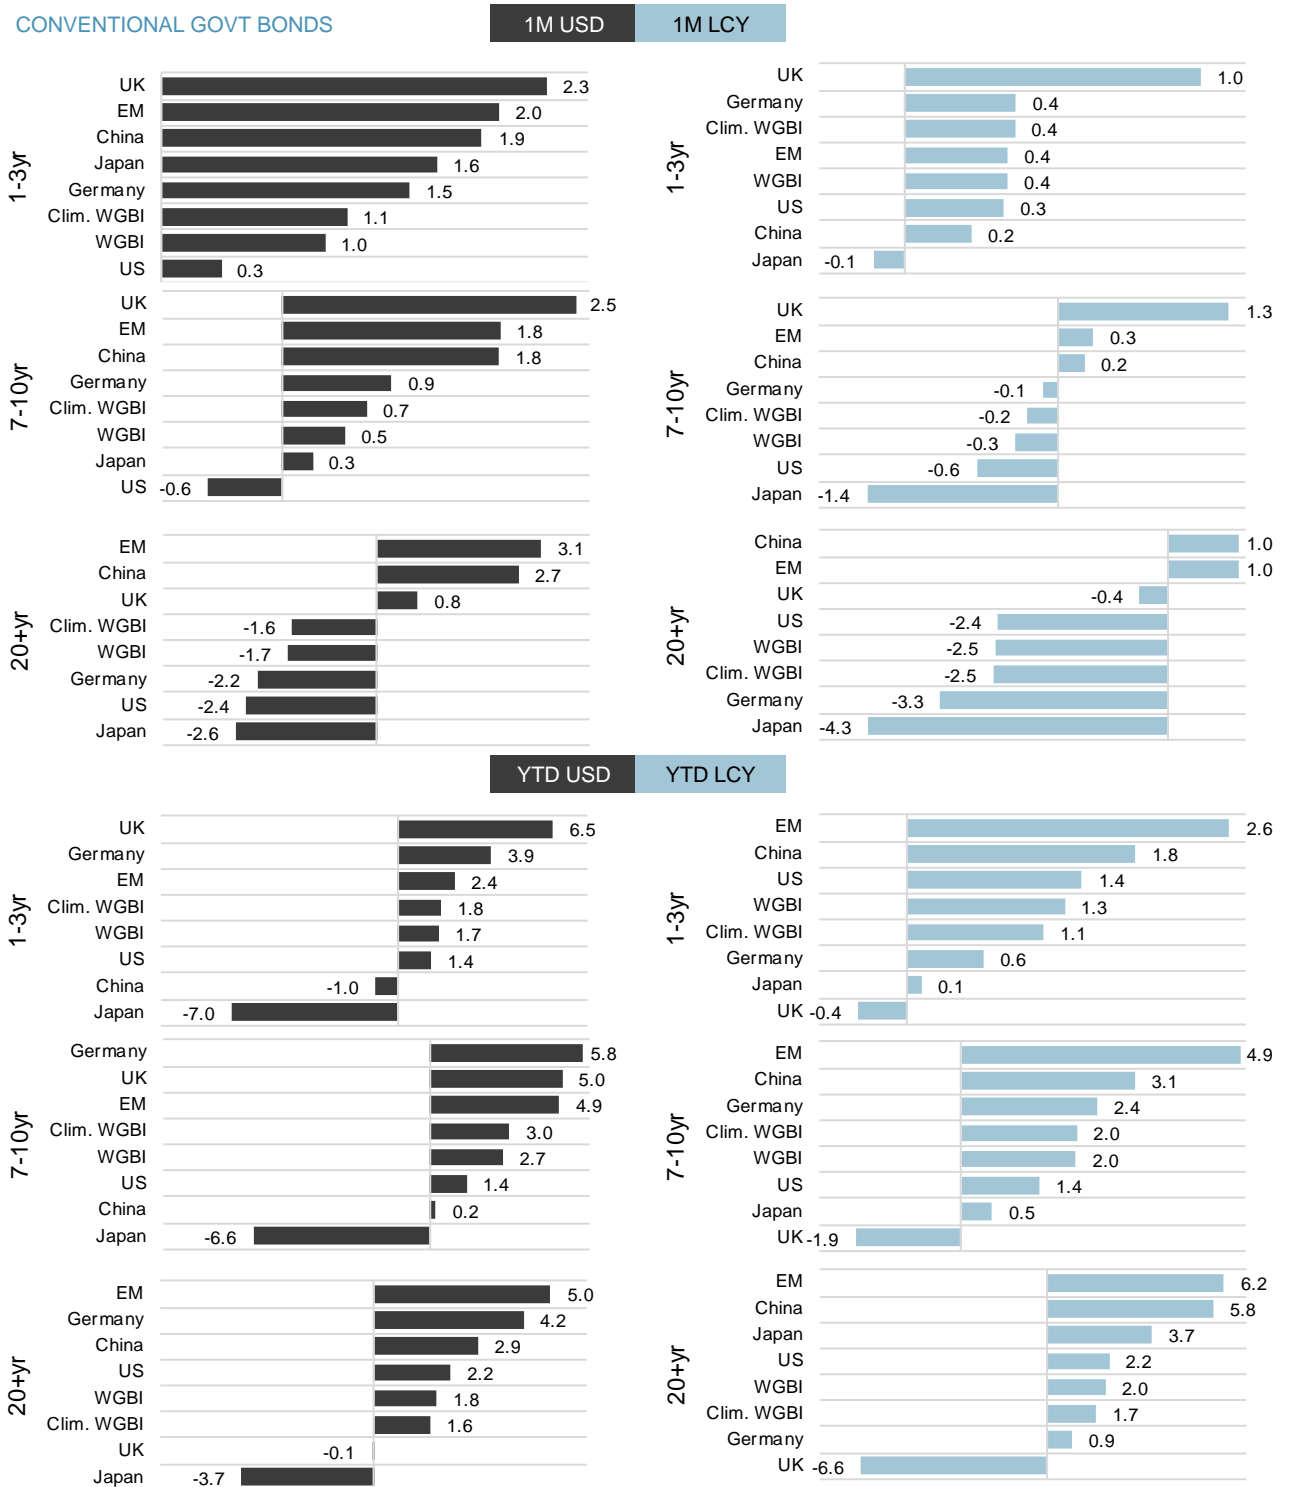 CONVENTIONAL GOVT BONDS
1M USD 1M LCY
1-3yr
UK 2.3
EM 2.0
China 1.9
Japan 1.6
Germany 1.5
Clim. WGBI 1.1
WGBI 1.0
US 0.3
1-3yr
UK 1.0
Germany 0.4
Clim. WGBI 0.4
EM 0.4
WGBI 0.4
US 0.3
China 0.2
Japan -0.1
7-10yr
UK 2.5
EM 1.8
China 1.8
Germany 0.9
Clim. WGBI 0.7
WGBI 0.5
Japan 0.3
US -0.6
7-10yr
UK 1.3
EM 0.3
China 0.2
Germany -0.1
Clim. WGBI -0.2
WGBI -0.3
US -0.6
Japan -1.4
20+yr
EM 3.1
China 2.7
UK 0.8
Clim. WGBI -1.6
WGBI -1.7
Germany -2.2
US -2.4
Japan -2.6
20+yr
China 1.0
EM 1.0
UK -0.4
US -2.4
WGBI -2.5
Clim. WGBI -2.5
Germany -3.3
Japan -4.3
YTD USD YTD LCY
1-3yr
UK 6.5
Germany 3.9
EM 2.4
Clim. WGBI 1.8
WGBI 1.7
US 1.4
China -1.0
Japan -7.0
1-3yr
EM 2.6
China 1.8
US 1.4
WGBI 1.3
Clim. WGBI 1.1
Germany 0.6
Japan 0.1
UK -0.4
7-10yr
Germany 5.8
UK 5.0
EM 4.9
Clim. WGBI 3.0
WGBI 2.7
US 1.4
China 0.2
Japan -6.6
7-10yr
EM 4.9
China 3.1
Germany 2.4
Clim. WGBI 2.0
WGBI 2.0
US 1.4
Japan 0.5
UK -1.9
20+yr
EM 5.0
Germany 4.2
China 2.9
US 2.2
WGBI 1.8
Clim. WGBI 1.6
UK -0.1
Japan -3.7
20+yr
EM 6.2
China 5.8
Japan 3.7
US 2.2
WGBI 2.0
Clim. WGBI 1.7
Germany 0.9
UK -6.6